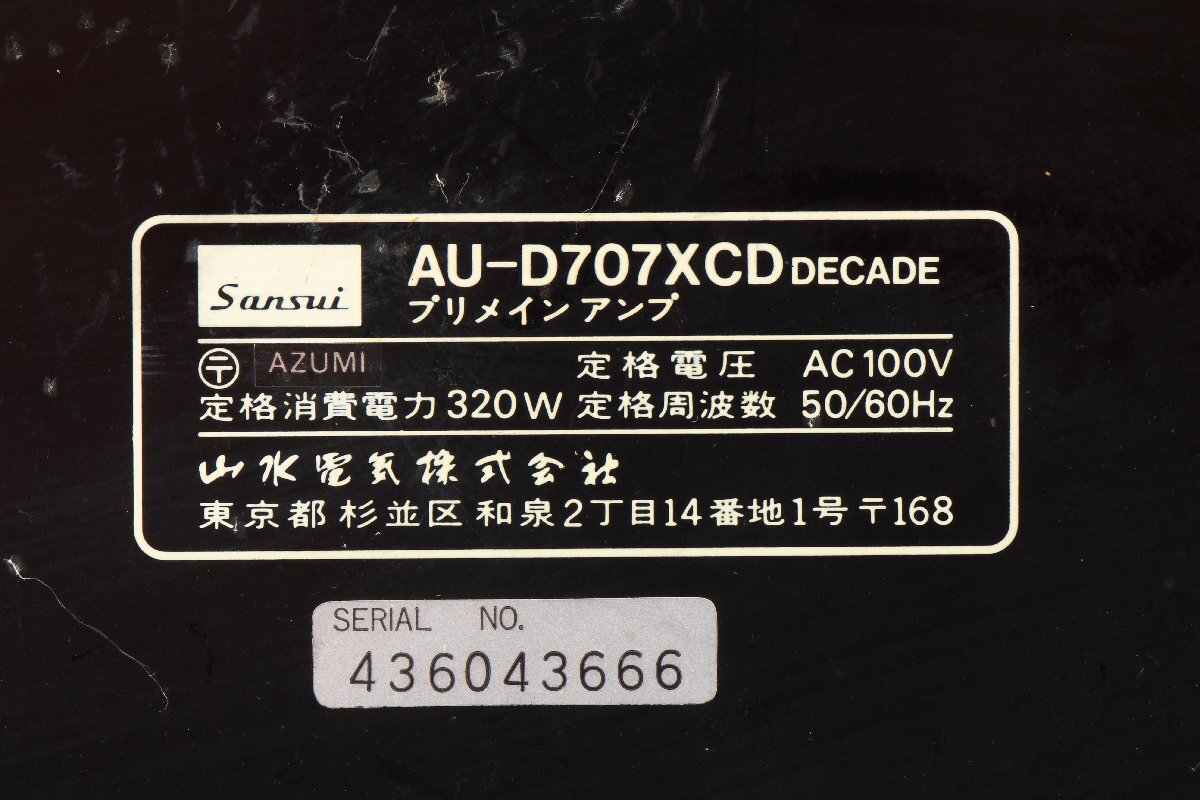 Sansui
AU-D707XCD DECADE
プリメインアンプ
〒 AZUMI 定格電圧 AC100V
定格消費電力 320W 定格周波数 50/60Hz
山水電気株式会社
東京都杉並区和泉2丁目14番地1号〒168
SERIAL NO.
436043666